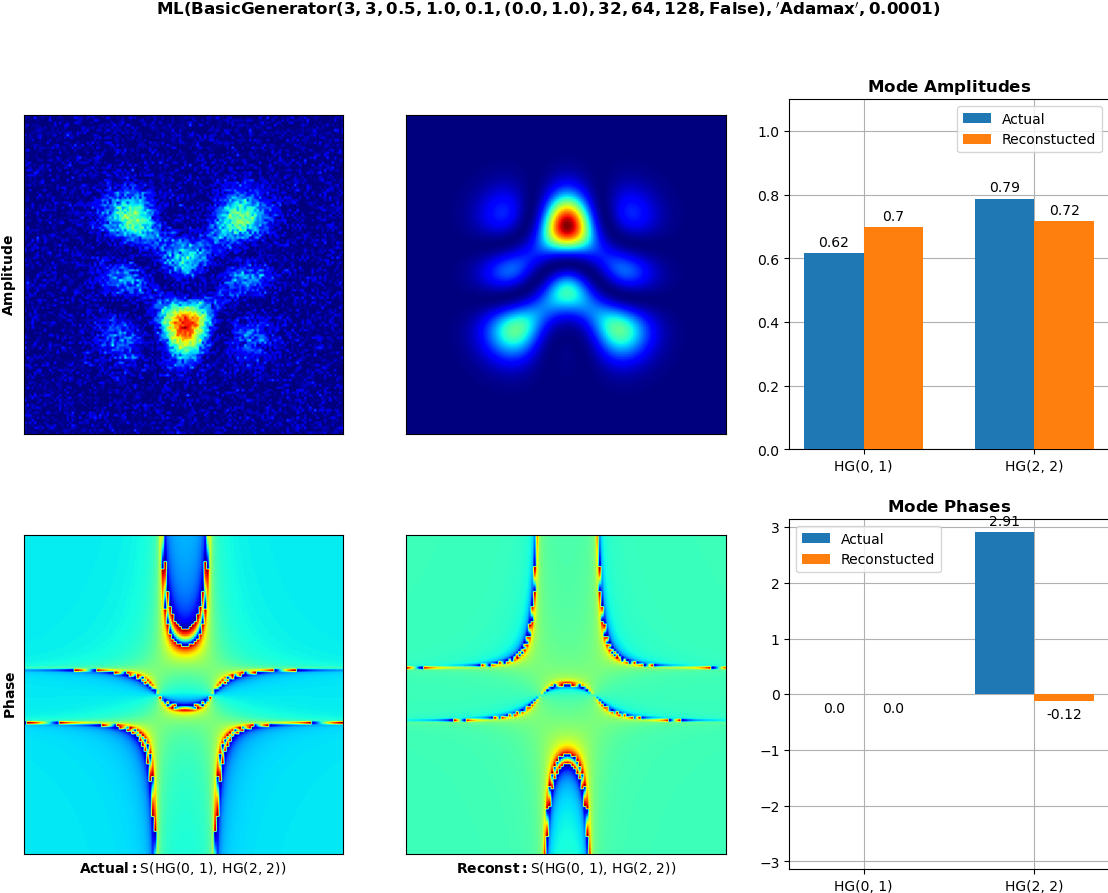 ML(BasicGenerator(3, 3, 0.5, 1.0, 0.1, (0.0, 1.0), 32, 64, 128, False), ′Adamax′, 0.0001)
Mode Amplitudes
Actual
Reconstucted
1.0
0.8
0.6
0.4
0.2
0.0
0.62
0.7
0.79
0.72
HG(0, 1)
HG(2, 2)
Amplitude
Mode Phases
Actual
Reconstucted
3
2
1
0
−1
−2
−3
0.0
0.0
2.91
-0.12
HG(0, 1)
HG(2, 2)
Phase
Actual: S(HG(0, 1), HG(2, 2))
Reconst: S(HG(0, 1), HG(2, 2))